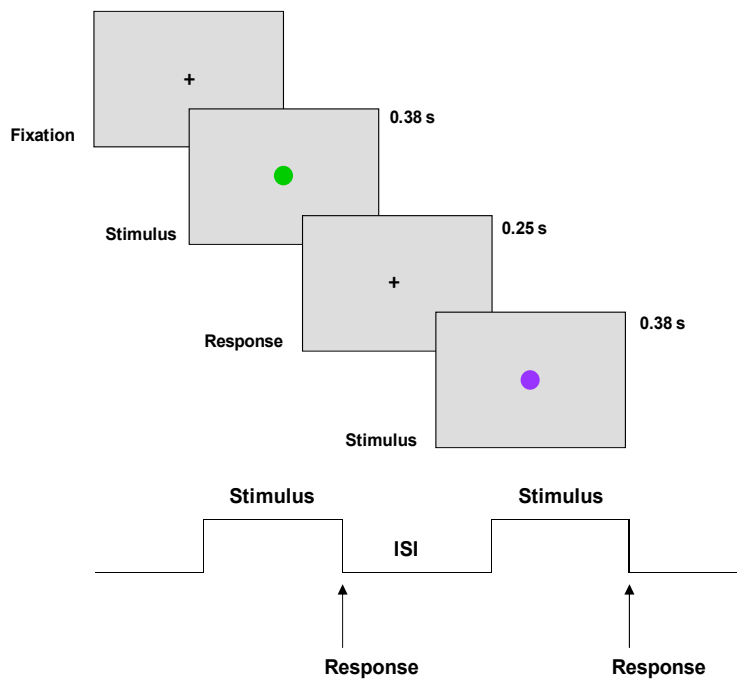 +
0.38 s
Fixation
Stimulus
0.25 s
+
Response
0.38 s
Stimulus
Stimulus
Stimulus
ISI
Response
Response